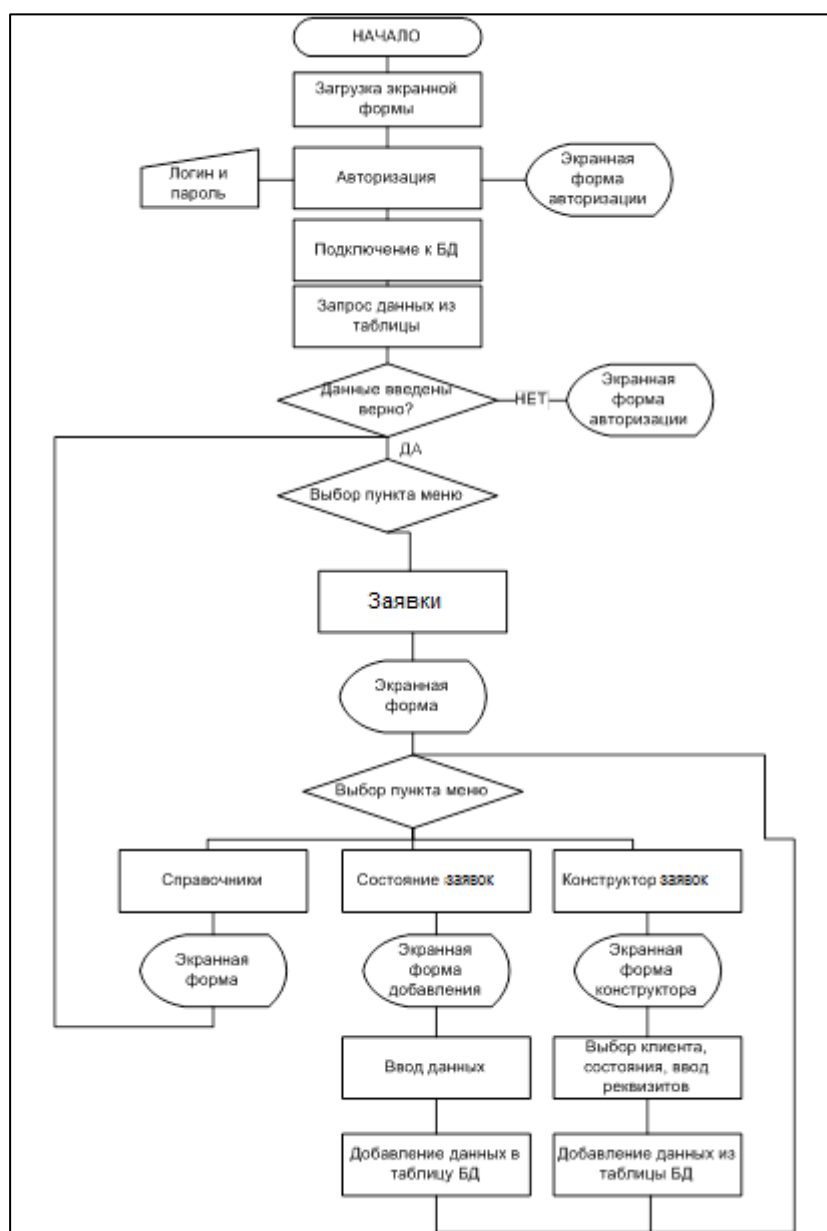 НАЧАЛО
Загрузка экранной
формы
Логин и
пароль
Авторизация
Экранная
форма
авторизации
Подключение к БД
Запрос данных из
таблицы
Данные введены
верно?
НЕТ
Экранная
форма
авторизации
ДА
Выбор пункта меню
Заявки
Экранная
форма
Выбор пункта меню
Справочники
Состояние заявок
Конструктор заявок
Экранная
форма
Экранная
форма
добавления
Экранная
форма
конструктора
Ввод данных
Выбор клиента,
состояния, ввод
реквизитов
Добавление данных в
таблицу БД
Добавление данных из
таблицы БД